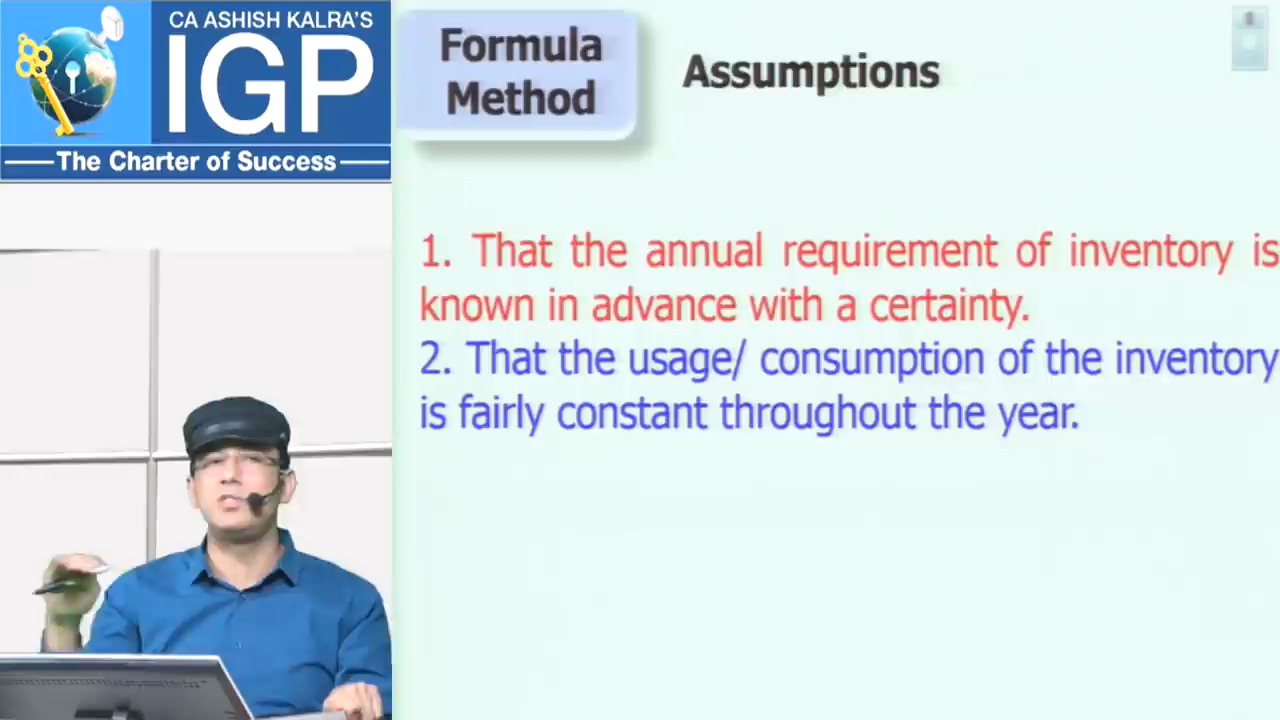 CA ASHISH KALRA'S
IGP
The Charter of Success
Formula
Method
Assumptions
1. That the annual requirement of inventory is
known in advance with a certainty.
2. That the usage/ consumption of the inventory
is fairly constant throughout the year.